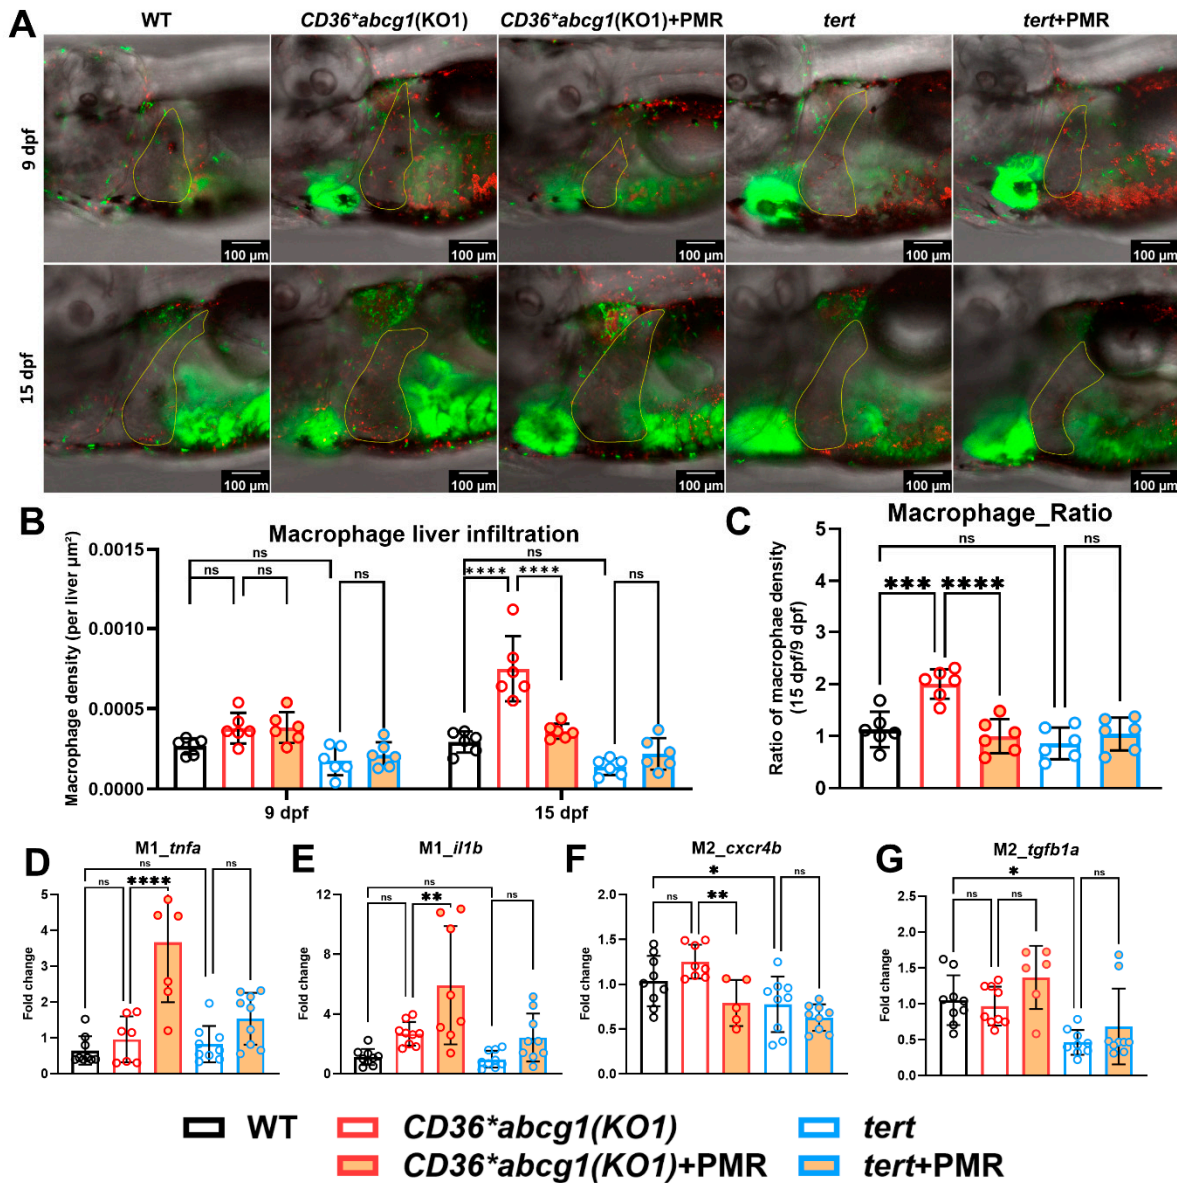 A
WT
CD36*abcg1(KO1)
CD36*abcg1(KO1)+PMR
tert
tert+PMR
9 dpf
100 µm
100 µm
100 µm
100 µm
100 µm
15 dpf
100 µm
100 µm
100 µm
100 µm
100 µm
B
Macrophage liver infiltration
Macrophage density (per liver µm²)
0.0015
0.0010
0.0005
0.0000
ns
ns
ns
ns
ns
****
****
ns
9 dpf
15 dpf
C
Macrophage_Ratio
Ratio of macrophae density
(15 dpf/9 dpf)
5
4
3
2
1
0
ns
ns
***
****
D
M1_tnfa
Fold change
5
4
3
2
1
0
ns
ns
****
ns
E
M1_il1b
Fold change
12
8
4
0
ns
ns
**
ns
F
M2_cxcr4b
Fold change
2.0
1.5
1.0
0.5
0.0
*
ns
**
ns
G
M2_tgfb1a
Fold change
2.5
2.0
1.5
1.0
0.5
0.0
*
ns
ns
ns
WT
CD36*abcg1(KO1)
tert
CD36*abcg1(KO1)+PMR
tert+PMR